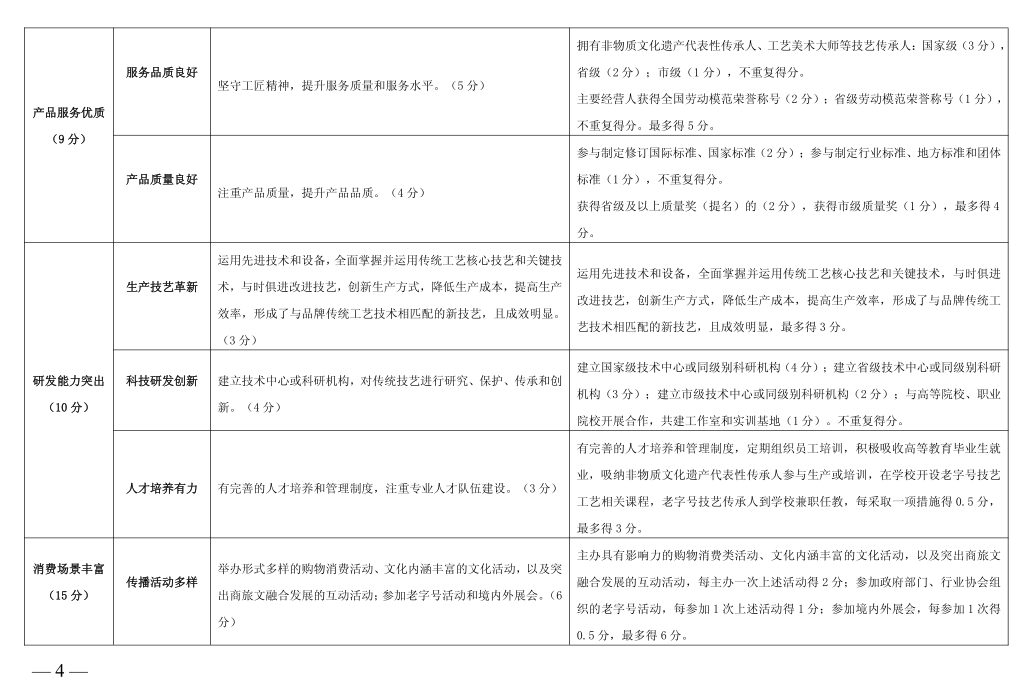 产品服务优质
（9 分）
服务品质良好
坚守工匠精神，提升服务质量和服务水平。（5 分）
拥有非物质文化遗产代表性传承人、工艺美术大师等技艺传承人：国家级（3 分），
省级（2 分）；市级（1 分），不重复得分。
主要经营人获得全国劳动模范荣誉称号（2 分）；省级劳动模范荣誉称号（1 分），
不重复得分。最多得 5 分。
产品质量良好
注重产品质量，提升产品品质。（4 分）
参与制定修订国际标准、国家标准（2 分）；参与制定行业标准、地方标准和团体
标准（1 分），不重复得分。
获得省级及以上质量奖（提名）的（2 分），获得市级质量奖（1 分），最多得 4
分。
研发能力突出
（10 分）
生产技艺革新
运用先进技术和设备，全面掌握并运用传统工艺核心技艺和关键技
术，与时俱进改进技艺，创新生产方式，降低生产成本，提高生产
效率，形成了与品牌传统工艺技术相匹配的新技艺，且成效明显。
（3 分）
运用先进技术和设备，全面掌握并运用传统工艺核心技艺和关键技术，与时俱进
改进技艺，创新生产方式，降低生产成本，提高生产效率，形成了与品牌传统工
艺技术相匹配的新技艺，且成效明显，最多得 3 分。
科技研发创新
建立技术中心或科研机构，对传统技艺进行研究、保护、传承和创
新。（4 分）
建立国家级技术中心或同级别科研机构（4 分）；建立省级技术中心或同级别科研
机构（3 分）；建立市级技术中心或同级别科研机构（2 分）；与高等院校、职业
院校开展合作，共建工作室和实训基地（1 分）。不重复得分。
人才培养有力
有完善的人才培养和管理制度，注重专业人才队伍建设。（3 分）
有完善的人才培养和管理制度，定期组织员工培训，积极吸收高等教育毕业生就
业，吸纳非物质文化遗产代表性传承人参与生产或培训，在学校开设老字号技艺
工艺相关课程，老字号技艺传承人到学校兼职任教，每采取一项措施得 0.5 分，
最多得 3 分。
消费场景丰富
（15 分）
传播活动多样
举办形式多样的购物消费活动、文化内涵丰富的文化活动，以及突
出商旅文融合发展的互动活动；参加老字号活动和境内外展会。（6
分）
主办具有影响力的购物消费类活动、文化内涵丰富的文化活动，以及突出商旅文
融合发展的互动活动，每主办一次上述活动得 2 分；参加政府部门、行业协会组
织的老字号活动，每参加 1 次上述活动得 1 分；参加境内外展会，每参加 1 次得
0.5 分，最多得 6 分。
— 4 —